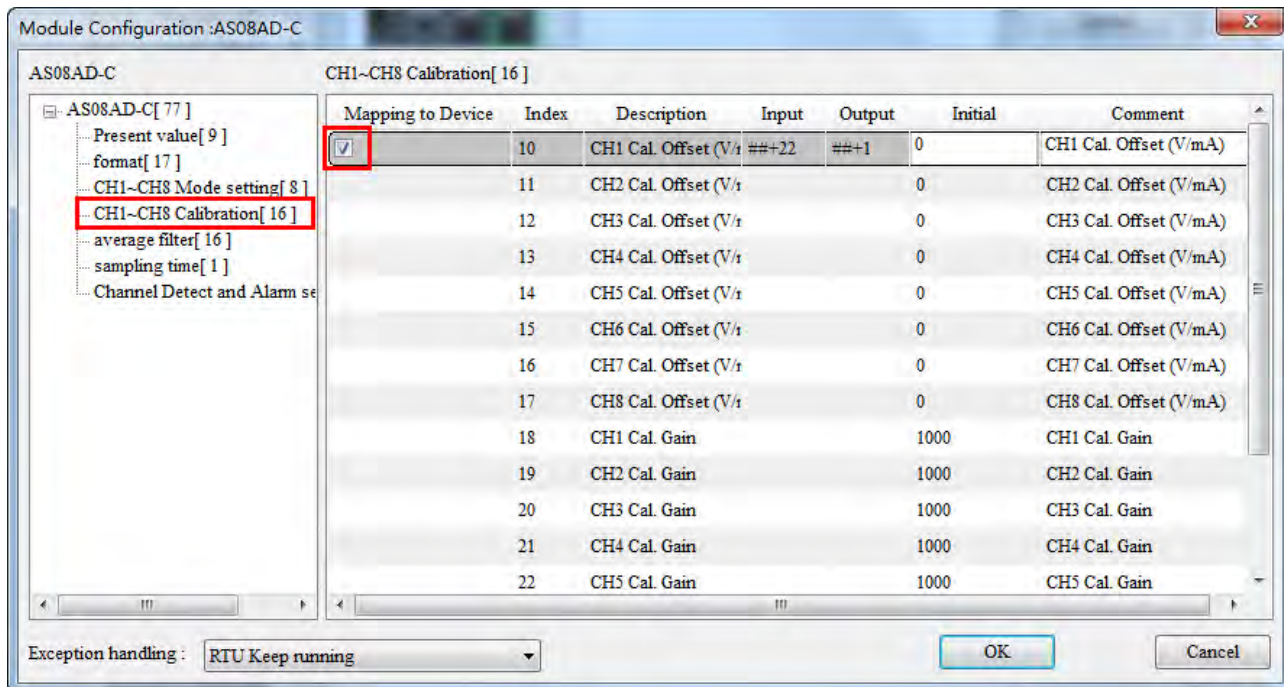 Module Configuration :AS08AD-C
AS08AD-C
CH1~CH8 Calibration[ 16 ]
AS08AD-C[ 77 ]
Present value[ 9 ]
format[ 17 ]
CH1~CH8 Mode setting[ 8 ]
CH1~CH8 Calibration[ 16 ]
average filter[ 16 ]
sampling time[ 1 ]
Channel Detect and Alarm se
Mapping to Device Index Description Input Output Initial Comment
10 CH1 Cal. Offset (V/ ##+22 ##+1 0 CH1 Cal. Offset (V/mA)
11 CH2 Cal. Offset (V/ 0 CH2 Cal. Offset (V/mA)
12 CH3 Cal. Offset (V/ 0 CH3 Cal. Offset (V/mA)
13 CH4 Cal. Offset (V/ 0 CH4 Cal. Offset (V/mA)
14 CH5 Cal. Offset (V/ 0 CH5 Cal. Offset (V/mA)
15 CH6 Cal. Offset (V/ 0 CH6 Cal. Offset (V/mA)
16 CH7 Cal. Offset (V/ 0 CH7 Cal. Offset (V/mA)
17 CH8 Cal. Offset (V/ 0 CH8 Cal. Offset (V/mA)
18 CH1 Cal. Gain 1000 CH1 Cal. Gain
19 CH2 Cal. Gain 1000 CH2 Cal. Gain
20 CH3 Cal. Gain 1000 CH3 Cal. Gain
21 CH4 Cal. Gain 1000 CH4 Cal. Gain
22 CH5 Cal. Gain 1000 CH5 Cal. Gain
Exception handling : RTU Keep running
OK
Cancel